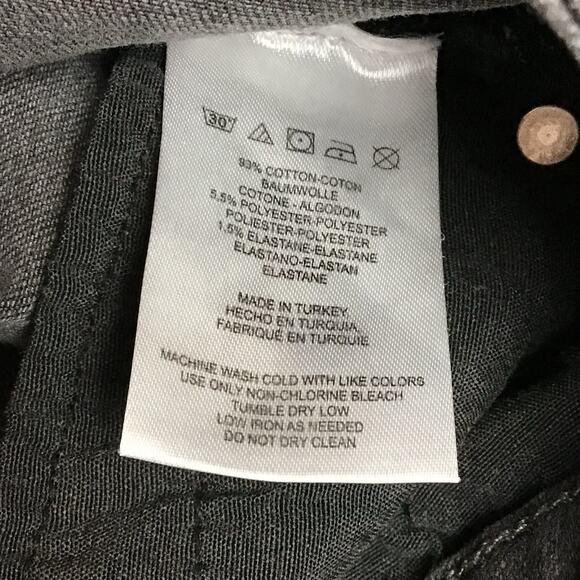 30
93% COTTON-COTON
BAUMWOLLE
COTONE - ALGODON
5,5% POLYESTER-POLYESTER
POLIESTER-POLYESTER
1,5% ELASTANE-ELASTANE
ELASTANO-ELASTAN
ELASTANE
MADE IN TURKEY
HECHO EN TURQUIA
FABRIQUÉ EN TURQUIE
MACHINE WASH COLD WITH LIKE COLORS
USE ONLY NON-CHLORINE BLEACH
TUMBLE DRY LOW
LOW IRON AS NEEDED
DO NOT DRY CLEAN